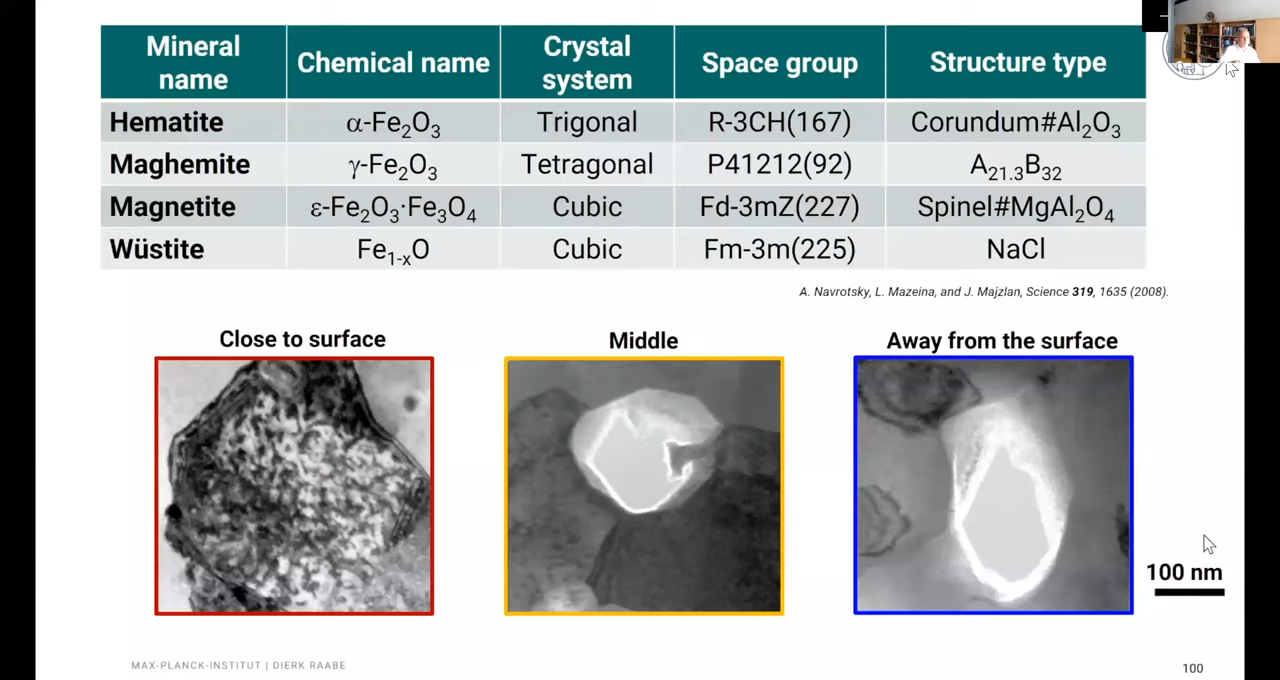 Mineral name Chemical name Crystal system Space group Structure type
Hematite α-Fe₂O₃ Trigonal R-3CH(167) Corundum#Al₂O₃
Maghemite γ-Fe₂O₃ Tetragonal P41212(92) A₂₁.₃B₃₂
Magnetite ε-Fe₂O₃·Fe₃O₄ Cubic Fd-3mZ(227) Spinel#MgAl₂O₄
Wüstite Fe₁₋ₓO Cubic Fm-3m(225) NaCl
A. Navrotsky, L. Mazeina, and J. Majzlan, Science 319, 1635 (2008).
Close to surface Middle Away from the surface
100 nm
MAX-PLANCK-INSTITUT | DIERK RAABE 100